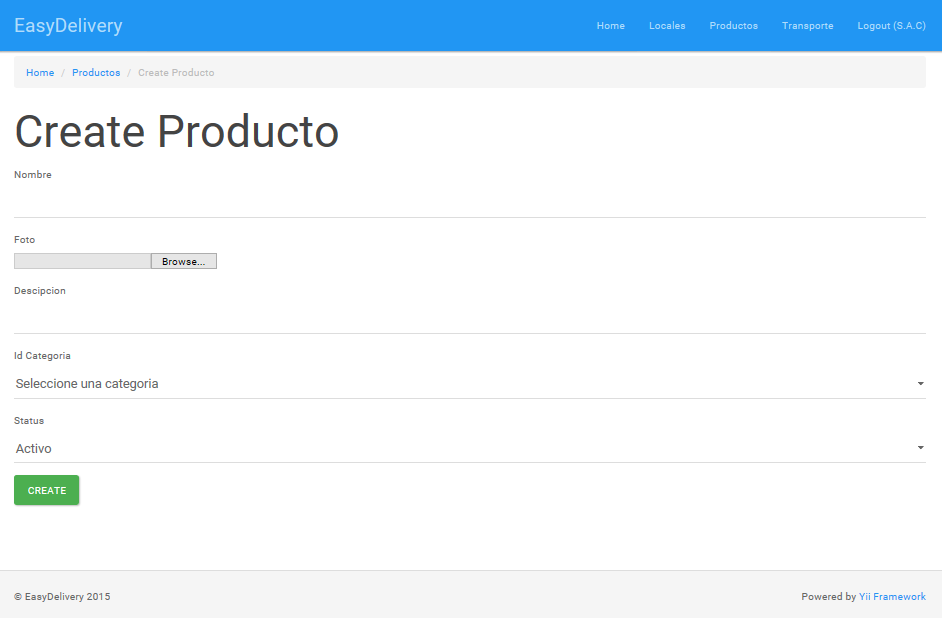 EasyDelivery Home Locales Productos Transporte Logout (S.A.C)
Home / Productos / Create Producto
Create Producto
Nombre
Foto
Browse...
Descipcion
Id Categoria
Seleccione una categoria
Status
Activo
CREATE
© EasyDelivery 2015 Powered by Yii Framework